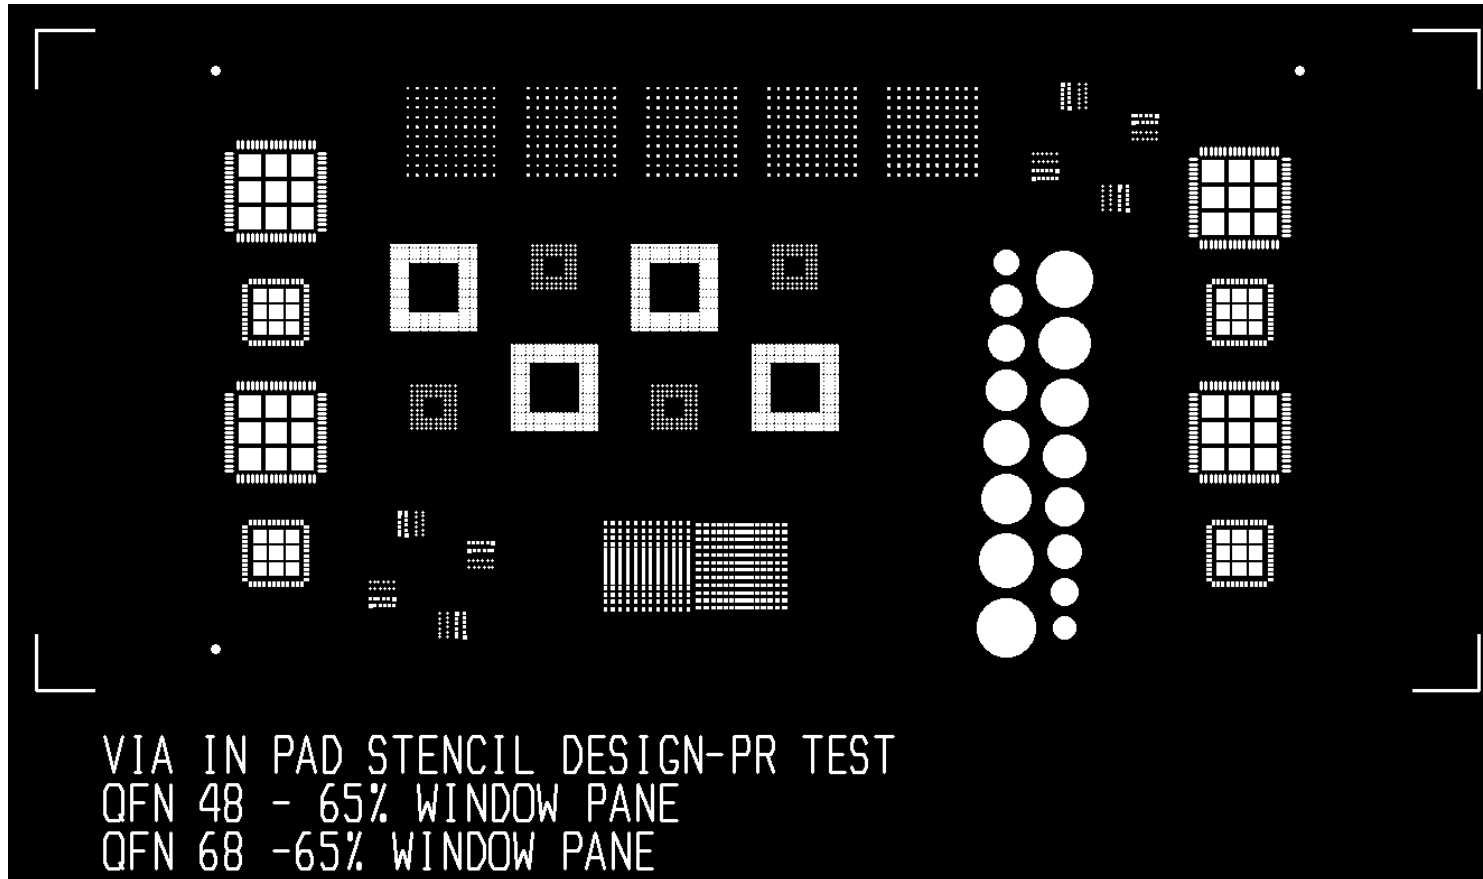 VIA IN PAD STENCIL DESIGN-PR TEST
QFN 48 - 65% WINDOW PANE
QFN 68 -65% WINDOW PANE